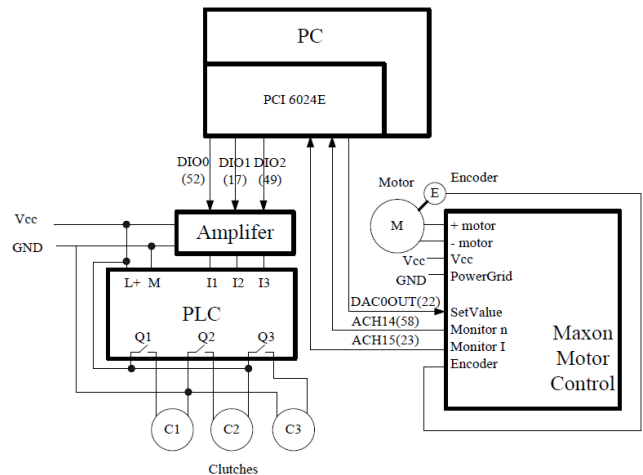 PC
PCI 6024E
DIO0
(52)
DIO1
(17)
DIO2
(49)
Motor
Encoder
E
M
Vcc
GND
Amplifer
+ motor
- motor
Vcc
Vcc
GND
PowerGrid
L+ M I1 I2 I3
PLC
DAC0OUT(22)
SetValue
ACH14(58)
Monitor n
ACH15(23)
Monitor I
Encoder
Maxon
Motor
Control
Q1 Q2 Q3
C1 C2 C3
Clutches